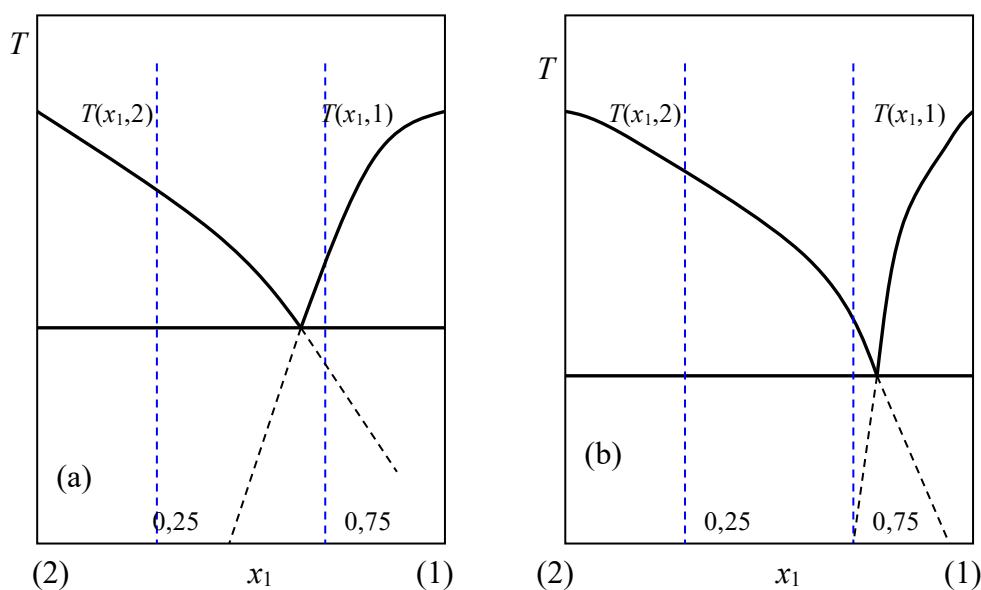 T
T(x₁,2)
T(x₁,1)
(a)
0,25
0,75
(2)
x₁
(1)
T
T(x₁,2)
T(x₁,1)
(b)
0,25
0,75
(2)
x₁
(1)